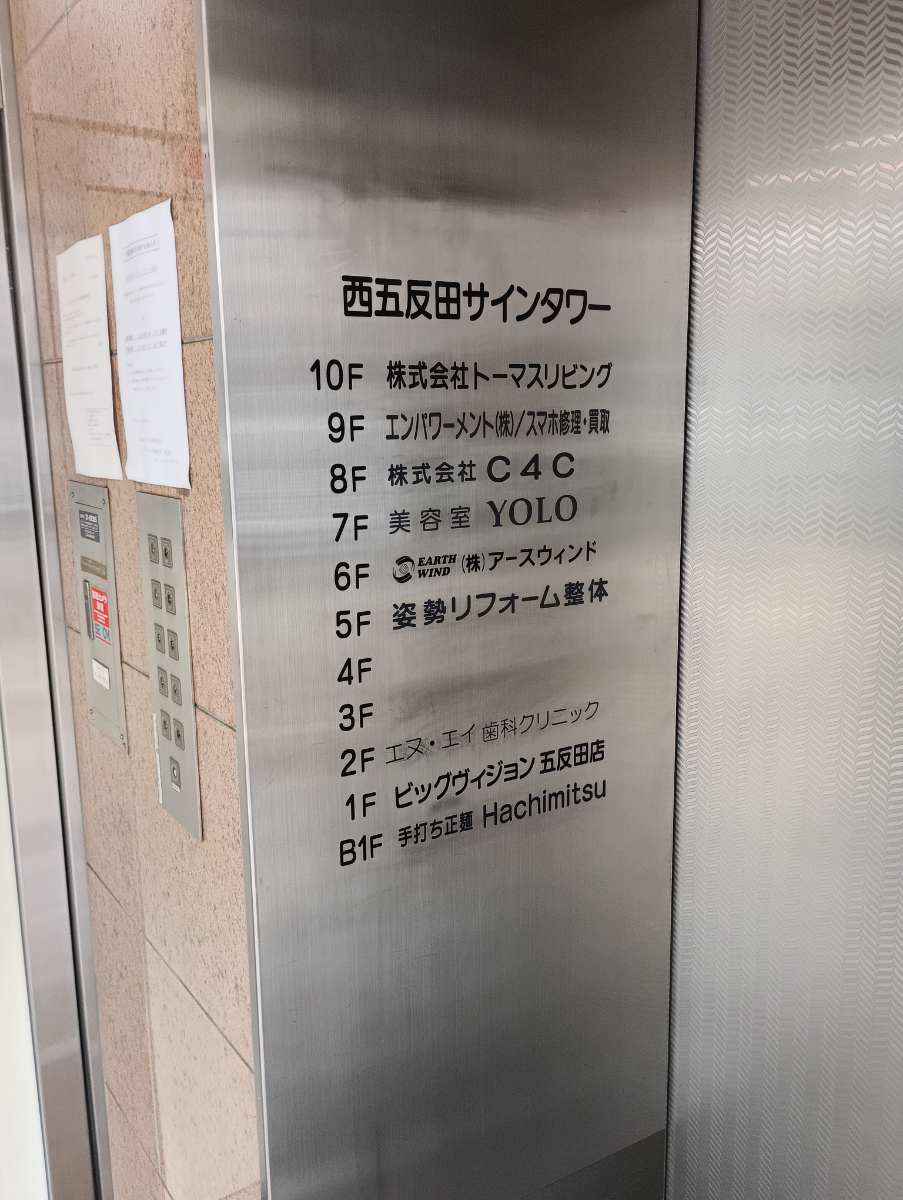 西五反田サインタワー
10F 株式会社トーマスリビング
9F エンパワーメント(株)/スマホ修理・買取
8F 株式会社 C4C
7F 美容室 YOLO
6F EARTH WIND (株)アースウィンド
5F 姿勢リフォーム整体
4F
3F
2F エヌ・エイ歯科クリニック
1F ビッグヴィジョン 五反田店
B1F 手打ち正麺 Hachimitsu